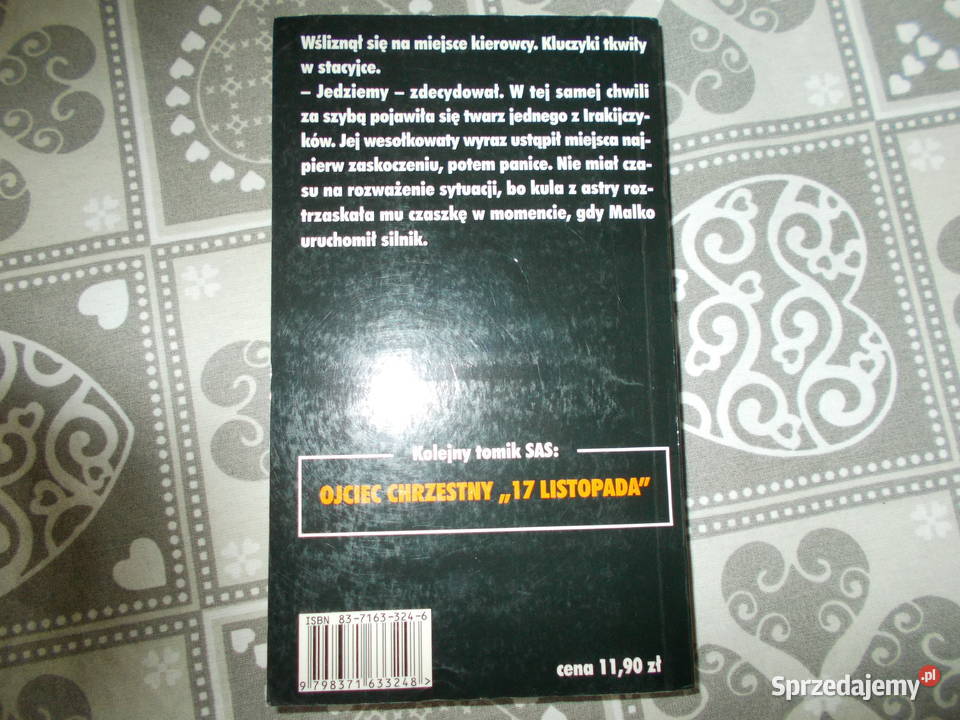 Wśliznął się na miejsce kierowcy. Kluczyki tkwiły
w stacyjce.
– Jedziemy – zdecydował. W tej samej chwili
za szybą pojawiła się twarz jednego z Irakijczy-
ków. Jej wesołkowaty wyraz ustąpił miejsca naj-
pierw zaskoczeniu, potem panice. Nie miał cza-
su na rozważenie sytuacji, bo kula z astry roz-
trzaskała mu czaszkę w momencie, gdy Malko
uruchomił silnik.
Kolejny tomik SAS:
OJCIEC CHRZESTNY „17 LISTOPADA”
ISBN 83-7163-324-6
9 798371 633248 >
cena 11,90 zł
Sprzedajemy.pl